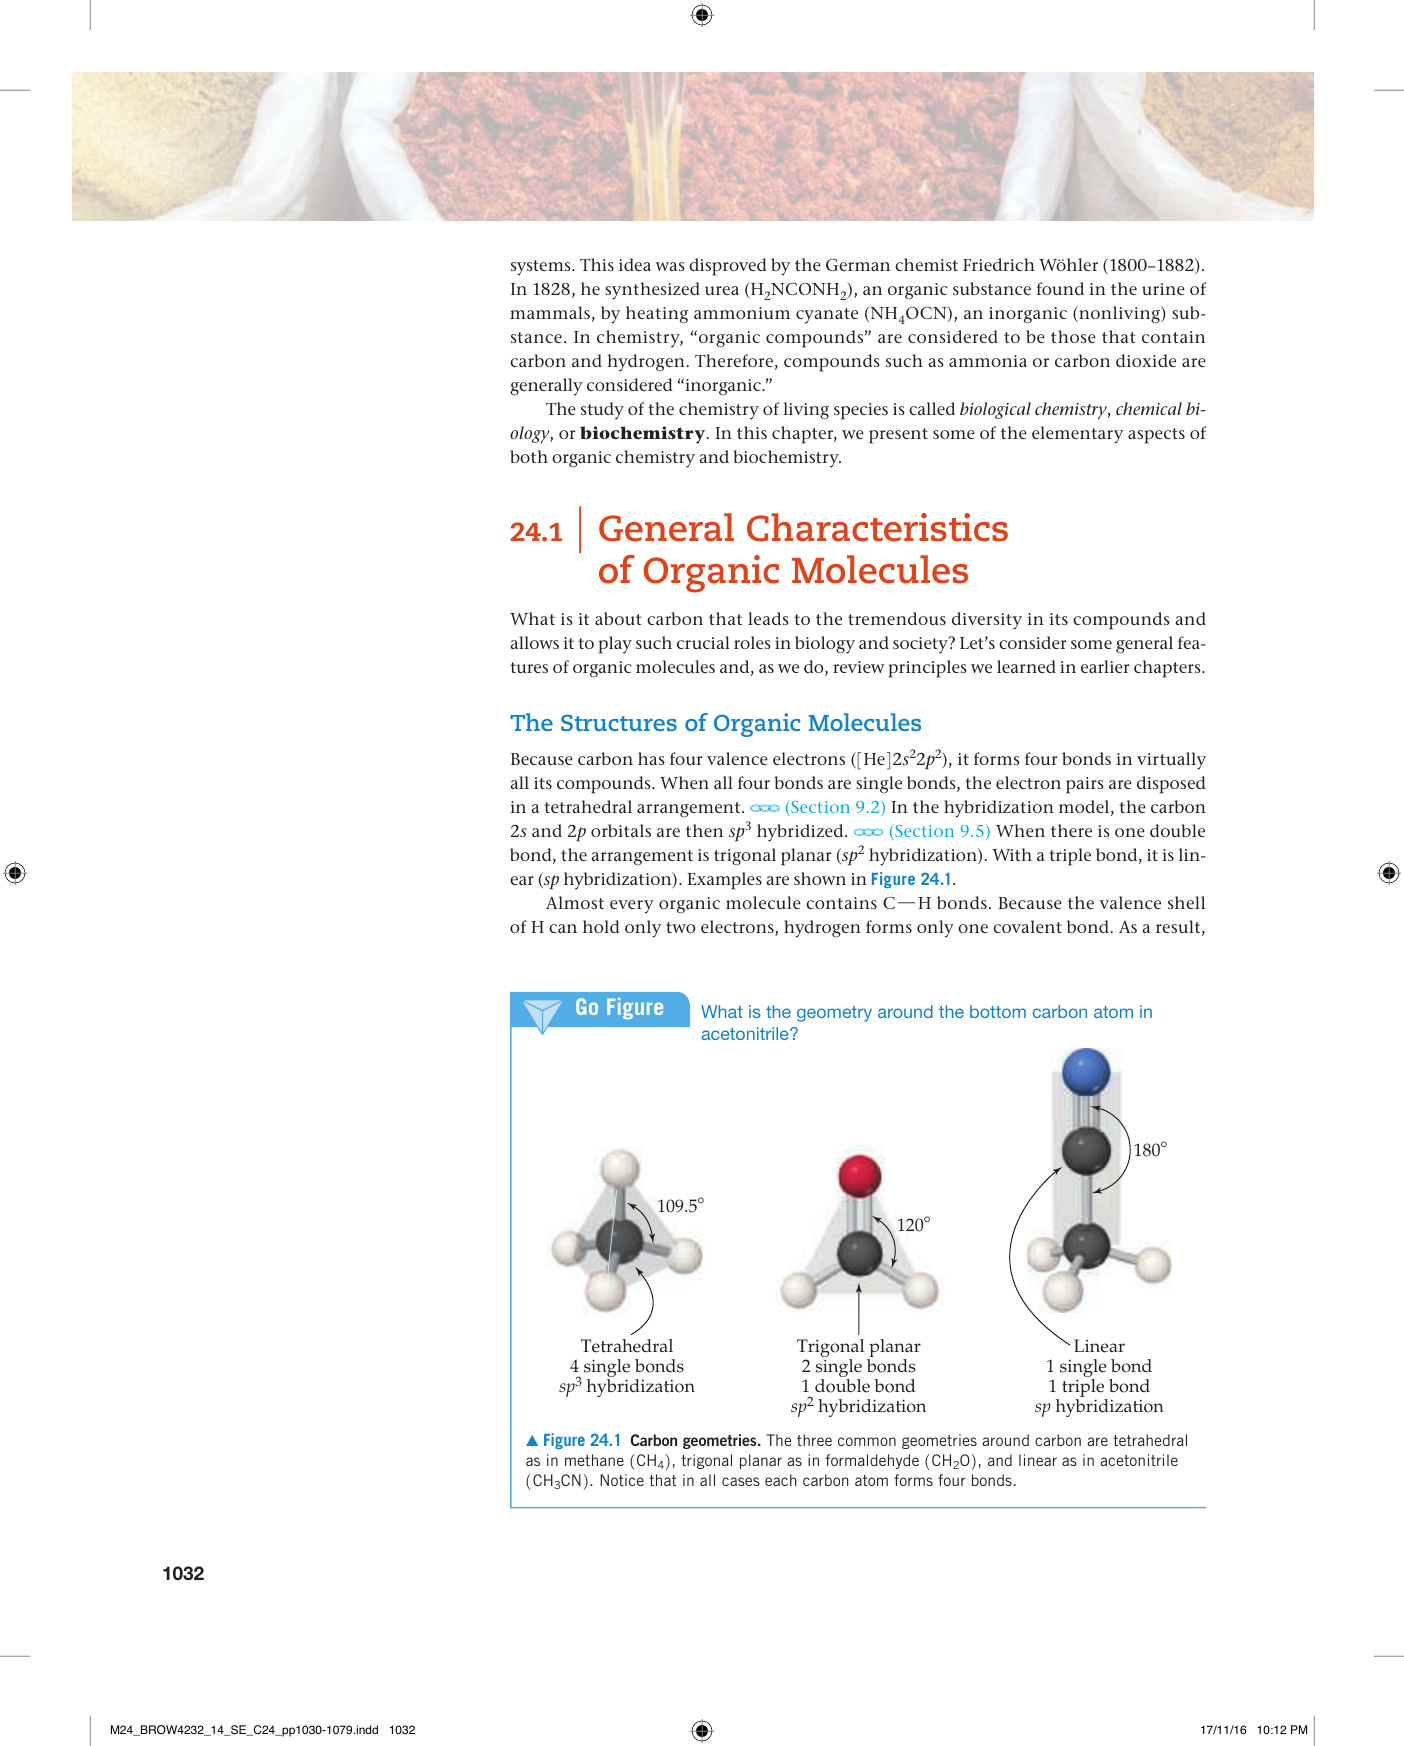 systems. This idea was disproved by the German chemist Friedrich Wöhler (1800–1882).
In 1828, he synthesized urea (H₂NCONH₂), an organic substance found in the urine of
mammals, by heating ammonium cyanate (NH₄OCN), an inorganic (nonliving) sub-
stance. In chemistry, “organic compounds” are considered to be those that contain
carbon and hydrogen. Therefore, compounds such as ammonia or carbon dioxide are
generally considered “inorganic.”
The study of the chemistry of living species is called biological chemistry, chemical bi-
ology, or biochemistry. In this chapter, we present some of the elementary aspects of
both organic chemistry and biochemistry.
24.1 General Characteristics
of Organic Molecules
What is it about carbon that leads to the tremendous diversity in its compounds and
allows it to play such crucial roles in biology and society? Let’s consider some general fea-
tures of organic molecules and, as we do, review principles we learned in earlier chapters.
The Structures of Organic Molecules
Because carbon has four valence electrons ([He]2s²2p²), it forms four bonds in virtually
all its compounds. When all four bonds are single bonds, the electron pairs are disposed
in a tetrahedral arrangement. (Section 9.2) In the hybridization model, the carbon
2s and 2p orbitals are then sp³ hybridized. (Section 9.5) When there is one double
bond, the arrangement is trigonal planar (sp² hybridization). With a triple bond, it is lin-
ear (sp hybridization). Examples are shown in Figure 24.1.
Almost every organic molecule contains C—H bonds. Because the valence shell
of H can hold only two electrons, hydrogen forms only one covalent bond. As a result,
Go Figure
What is the geometry around the bottom carbon atom in
acetonitrile?
109.5°
Tetrahedral
4 single bonds
sp³ hybridization
120°
Trigonal planar
2 single bonds
1 double bond
sp² hybridization
180°
Linear
1 single bond
1 triple bond
sp hybridization
▲ Figure 24.1 Carbon geometries. The three common geometries around carbon are tetrahedral
as in methane (CH₄), trigonal planar as in formaldehyde (CH₂O), and linear as in acetonitrile
(CH₃CN). Notice that in all cases each carbon atom forms four bonds.
1032
M24_BROW4232_14_SE_C24_pp1030-1079.indd 1032
17/11/16 10:12 PM